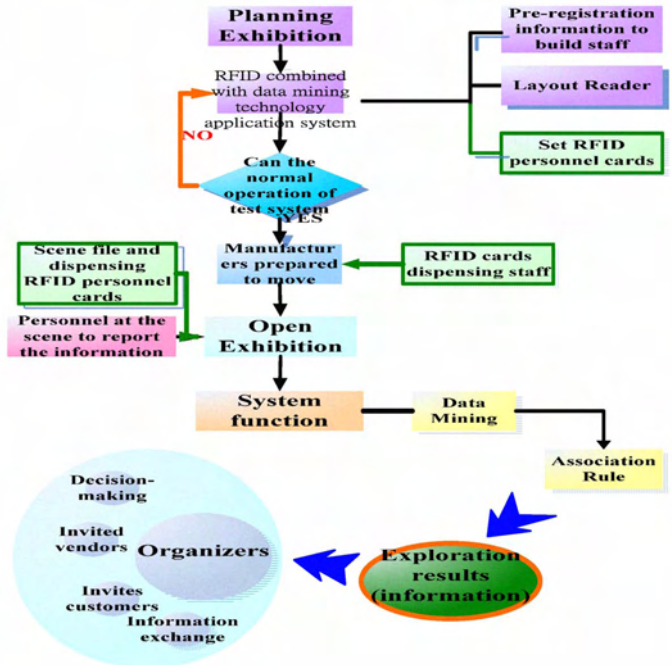 Planning
Exhibition
Pre-registration
information to
build staff
RFID combined
with data mining
technology
application system
Layout Reader
NO
Set RFID
personnel cards
Can the
normal
operation of
test system
YES
Scene file and
dispensing
RFID personnel
cards
Manufactur
ers prepared
to move
RFID cards
dispensing staff
Personnel at the
scene to report
the information
Open
Exhibition
System
function
Data
Mining
Association
Rule
Decision-
making
Invited
vendors
Organizers
Invites
customers
Information
exchange
Exploration
results
(information)